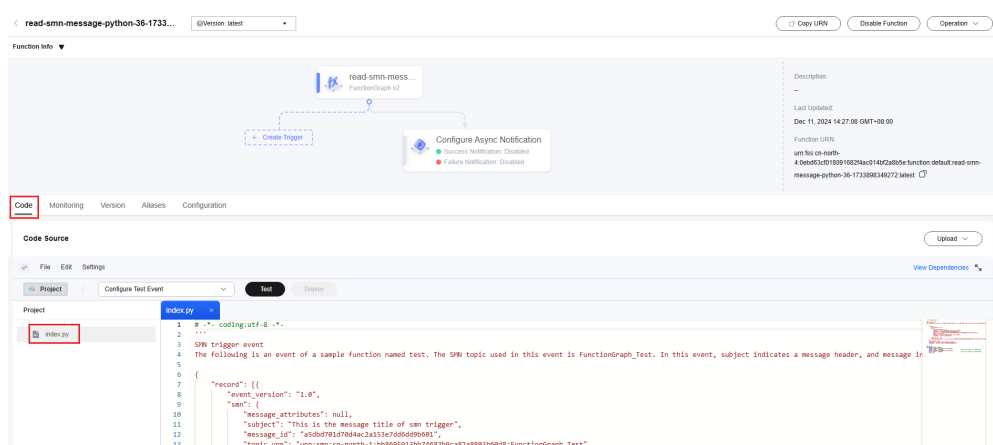 read-smn-message-python-36-1733...
Version: latest
Copy URN
Disable Function
Operation
Function Info
read-smn-mess...
FunctionGraph v2
+ Create Trigger
Configure Async Notification
Success Notification: Disabled
Failure Notification: Disabled
Description:
--
Last Updated:
Dec 11, 2024 14:27:08 GMT+08:00
Function URN:
urn:fss:cn-north-
4:0ebd63cf018091682f4ac014bf2a8b5e:function:default:read-smn-
message-python-36-1733898349272:latest
Code
Monitoring
Version
Aliases
Configuration
Code Source
Upload
File
Edit
Settings
View Dependencies
Project
Configure Test Event
Test
Deploy
Project
index.py
index.py ×
1 # -*- coding:utf-8 -*-
2 '''
3 SMN trigger event
4 The following is an event of a sample function named test. The SMN topic used in this event is FunctionGraph_Test. In this event, subject indicates a message header, and message in
5
6 {
7 "record": [{
8 "event_version": "1.0",
9 "smn": {
10 "message_attributes": null,
11 "subject": "This is the message title of smn trigger",
12 "message_id": "a5dbd701d70d4ac2a153e7dd6dd9b601",
13